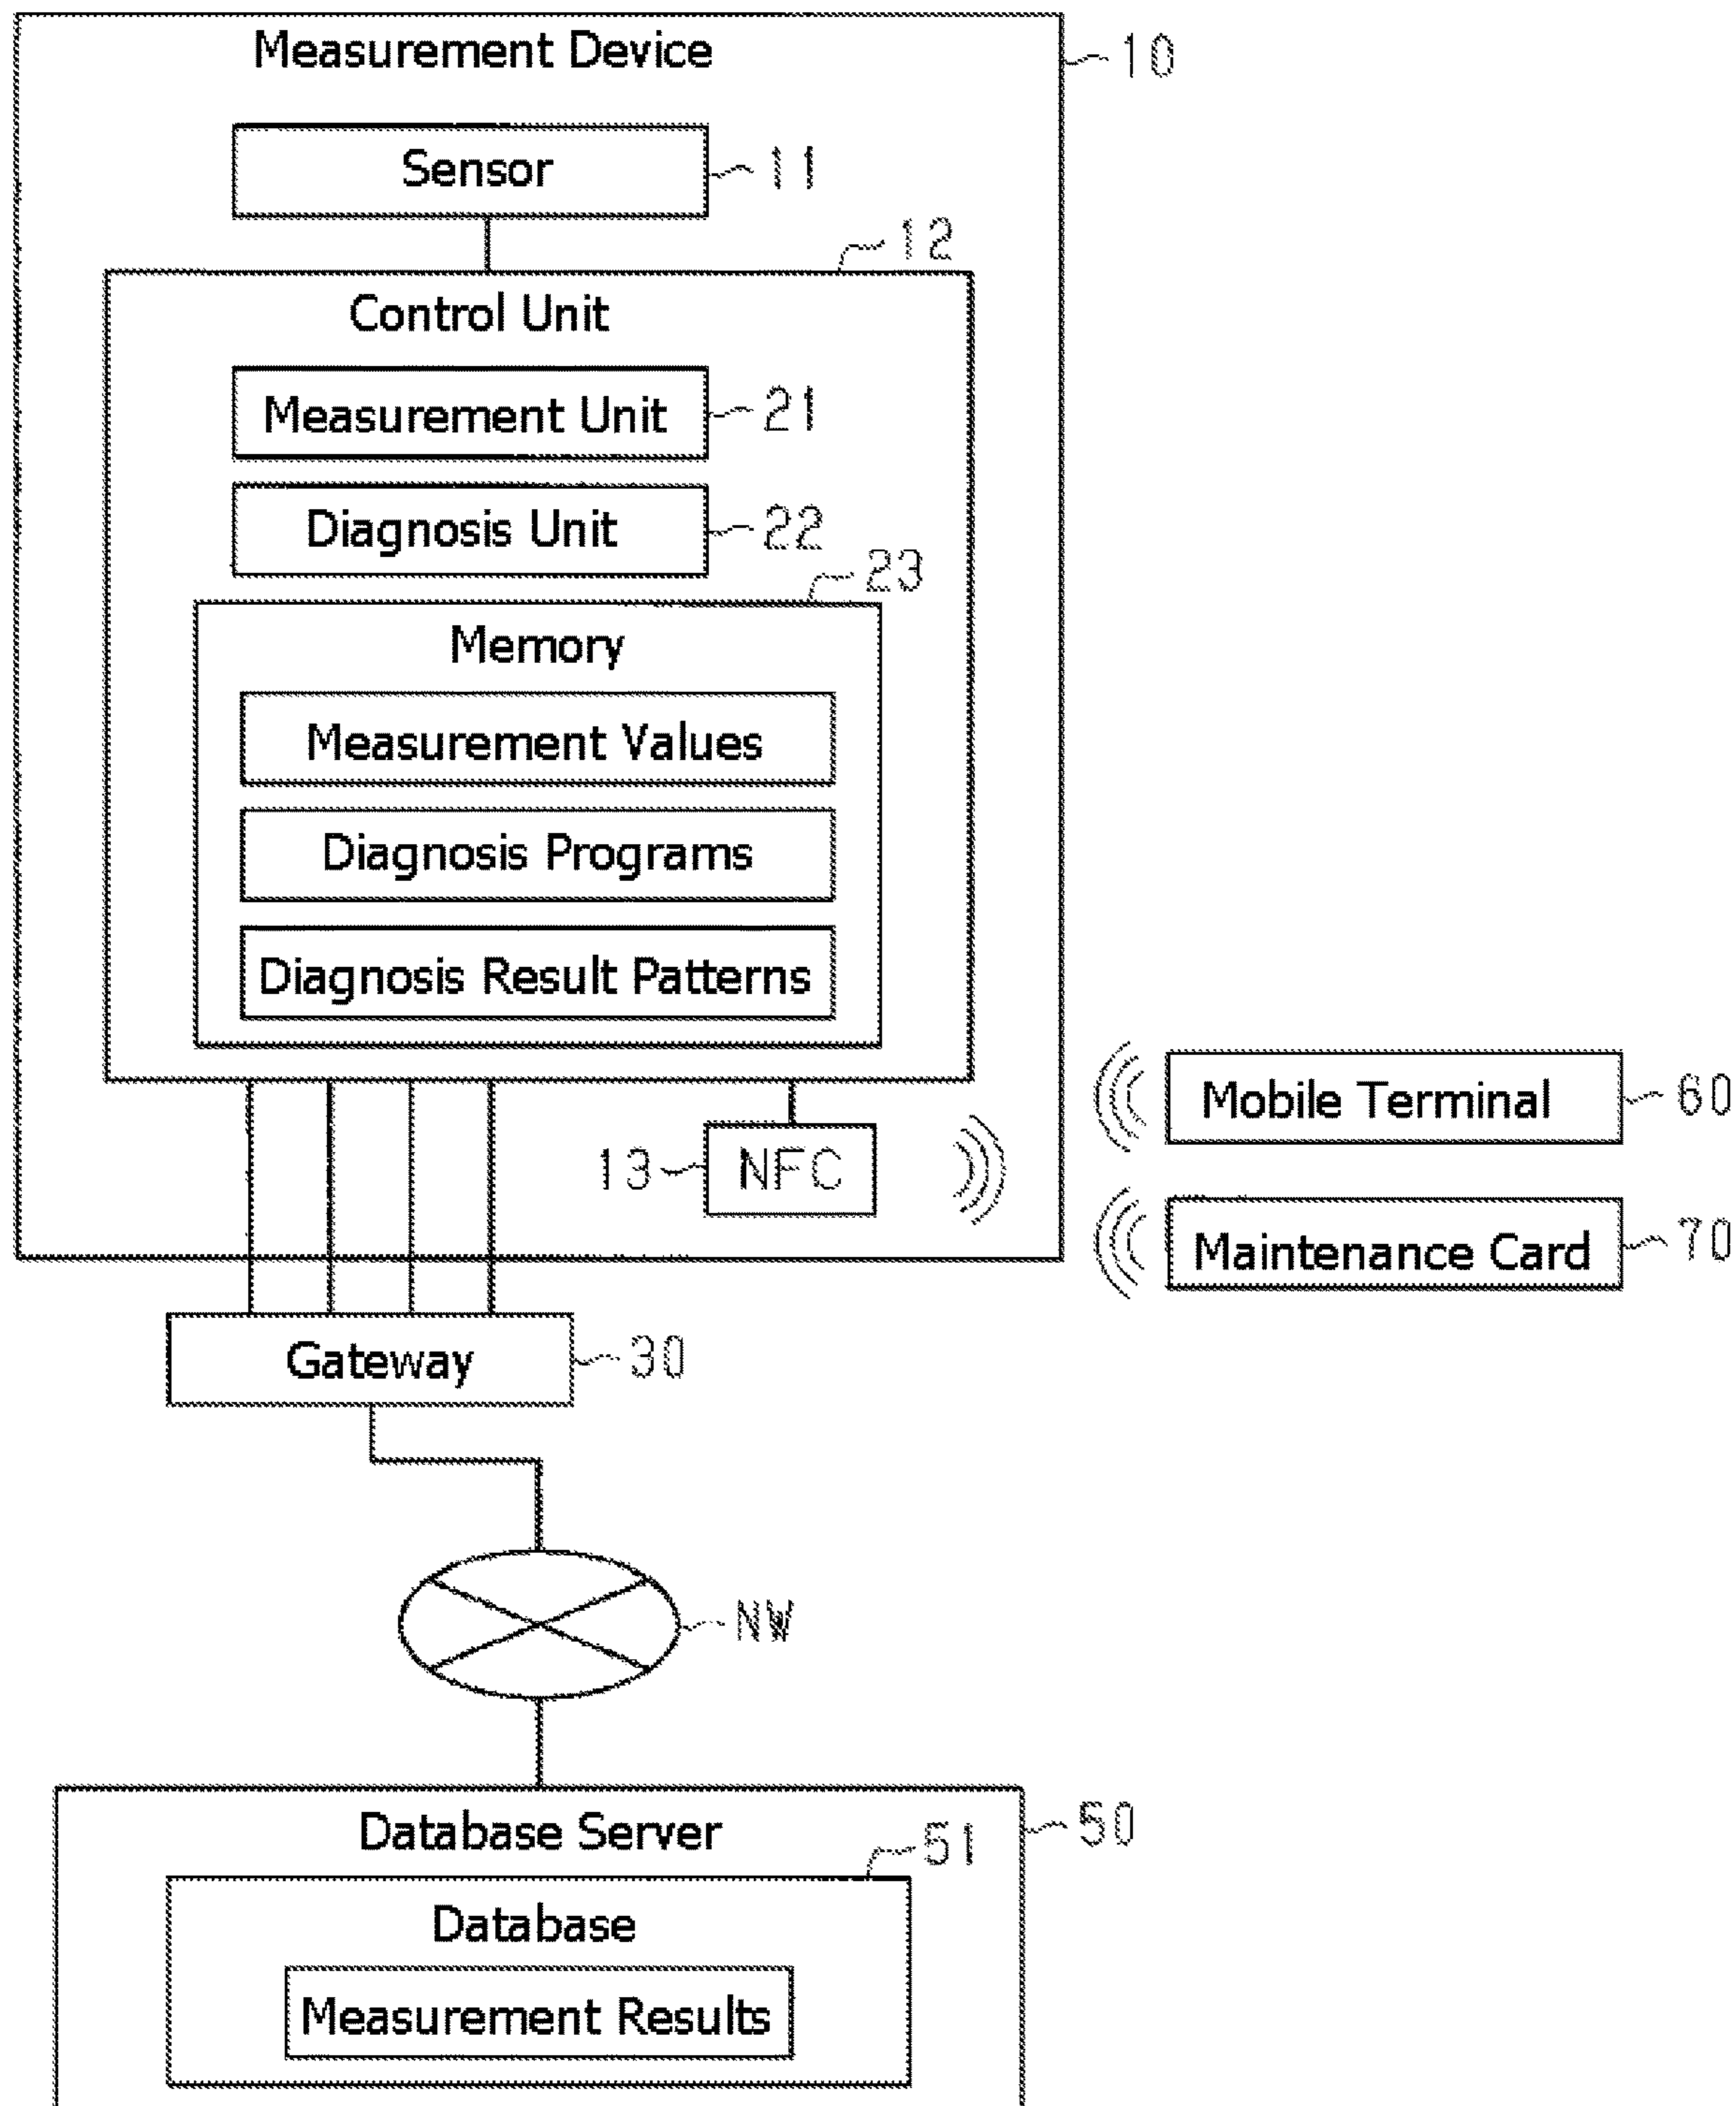 Measurement Device
10
Sensor
11
12
Control Unit
Measurement Unit
21
Diagnosis Unit
22
23
Memory
Measurement Values
Diagnosis Programs
Diagnosis Result Patterns
Mobile Terminal
60
13
NFC
Maintenance Card
70
Gateway
30
NW
Database Server
50
51
Database
Measurement Results